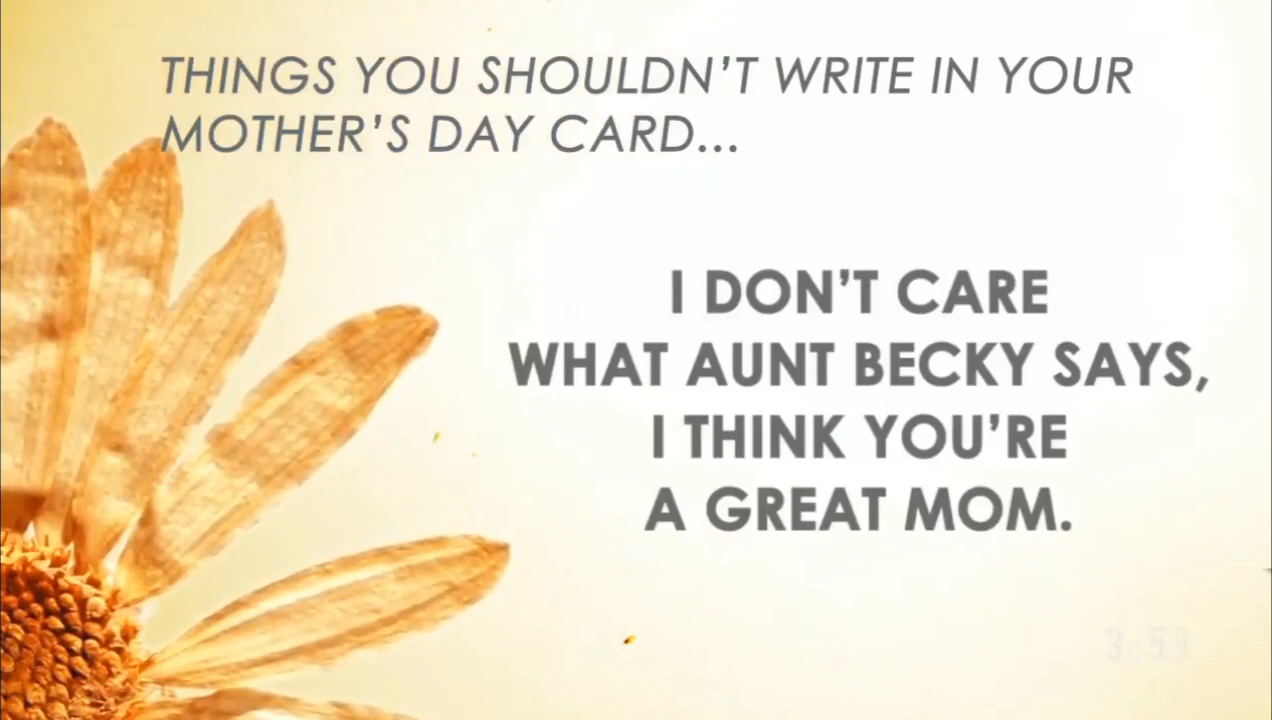 THINGS YOU SHOULDN’T WRITE IN YOUR
MOTHER’S DAY CARD...
I DON’T CARE
WHAT AUNT BECKY SAYS,
I THINK YOU’RE
A GREAT MOM.